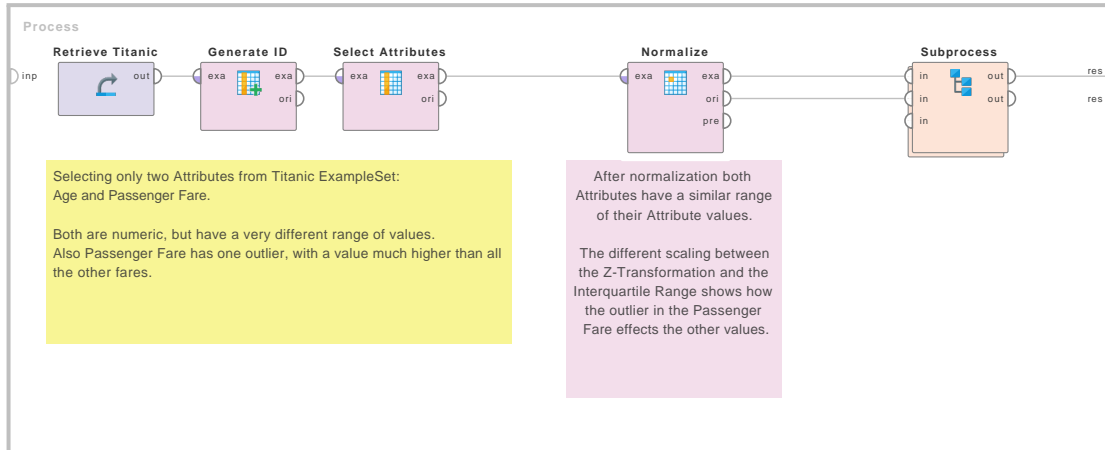 Process
Retrieve Titanic
Generate ID
Select Attributes
Normalize
Subprocess
inp
out
exa
exa
ori
exa
exa
ori
exa
exa
ori
pre
in
out
in
out
in
res
res
Selecting only two Attributes from Titanic ExampleSet:
Age and Passenger Fare.
Both are numeric, but have a very different range of values.
Also Passenger Fare has one outlier, with a value much higher than all
the other fares.
After normalization both
Attributes have a similar range
of their Attribute values.
The different scaling between
the Z-Transformation and the
Interquartile Range shows how
the outlier in the Passenger
Fare effects the other values.